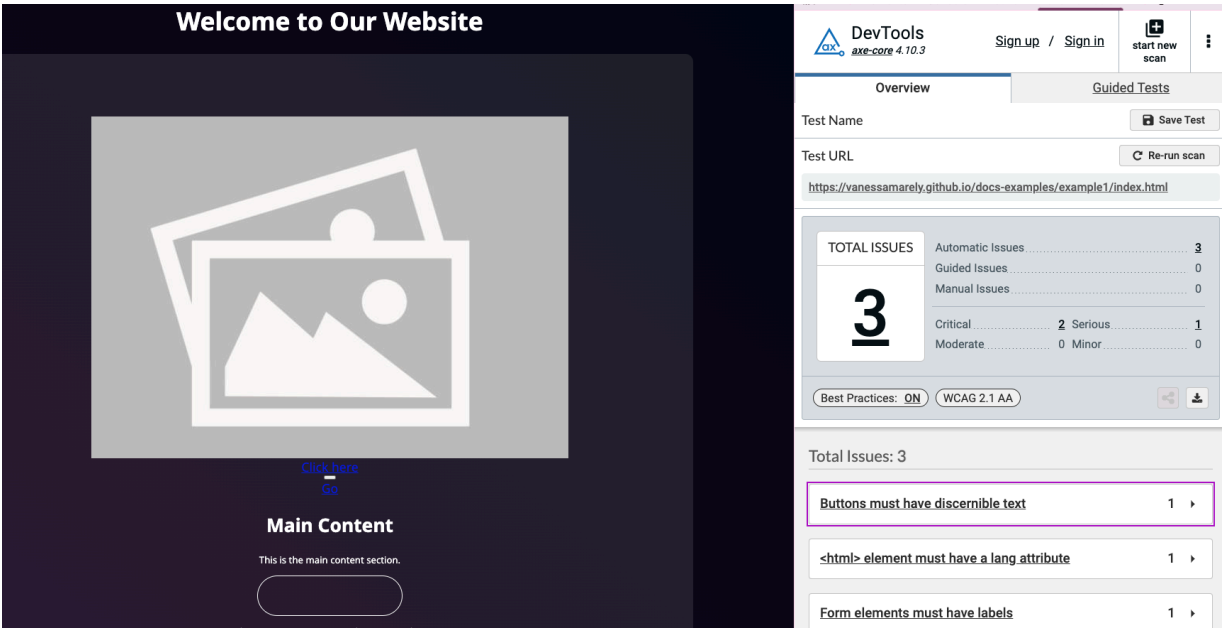 Welcome to Our Website
Click here
Go
Main Content
This is the main content section.
ax
DevTools
axe-core 4.10.3
Sign up / Sign in
start new
scan
Overview
Guided Tests
Test Name
Save Test
Test URL
Re-run scan
https://vanessamarely.github.io/docs-examples/example1/index.html
TOTAL ISSUES
3
Automatic Issues 3
Guided Issues 0
Manual Issues 0
Critical 2 Serious 1
Moderate 0 Minor 0
Best Practices: ON
WCAG 2.1 AA
Total Issues: 3
Buttons must have discernible text 1
<html> element must have a lang attribute 1
Form elements must have labels 1